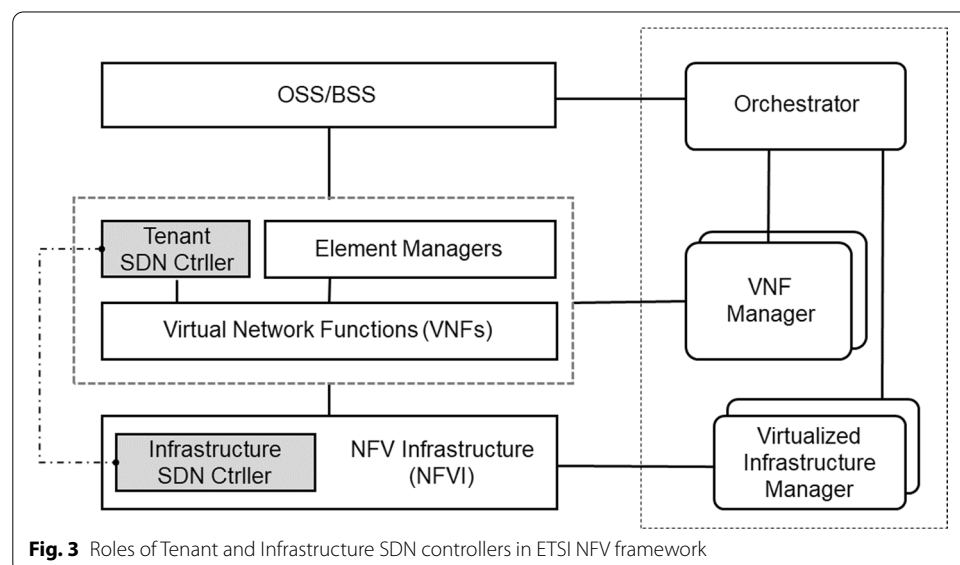 OSS/BSS
Orchestrator
Tenant
SDN Ctrller
Element Managers
Virtual Network Functions (VNFs)
VNF
Manager
Infrastructure
SDN Ctrller
NFV Infrastructure
(NFVI)
Virtualized
Infrastructure
Manager
Fig. 3 Roles of Tenant and Infrastructure SDN controllers in ETSI NFV framework